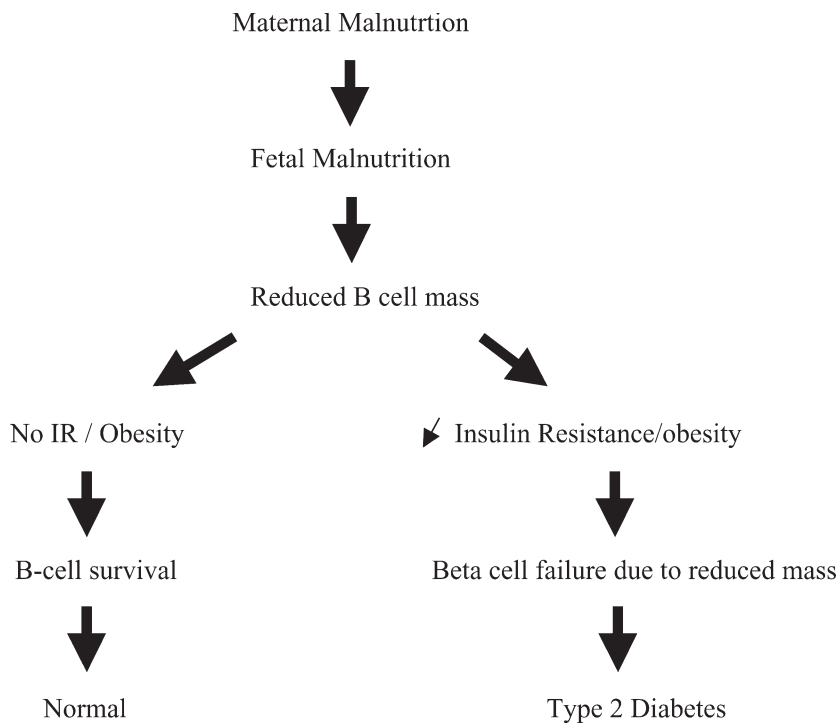 Maternal Malnutrtion
Fetal Malnutrition
Reduced B cell mass
No IR / Obesity
Insulin Resistance/obesity
B-cell survival
Beta cell failure due to reduced mass
Normal
Type 2 Diabetes